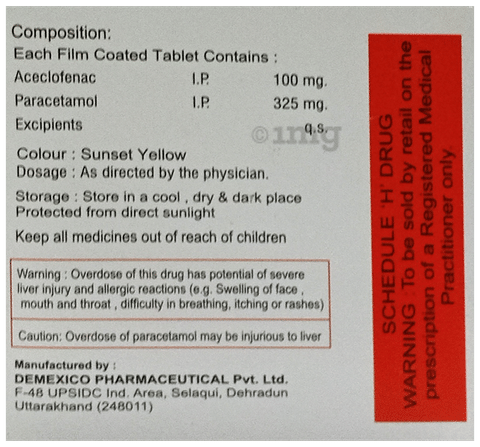 Composition:
Each Film Coated Tablet Contains :
Aceclofenac I.P. 100 mg.
Paracetamol I.P. 325 mg.
Excipients q.s.
©1mg
Colour : Sunset Yellow
Dosage : As directed by the physician.
Storage : Store in a cool , dry & dark place
Protected from direct sunlight
Keep all medicines out of reach of children
Warning : Overdose of this drug has potential of severe
liver injury and allergic reactions (e.g. Swelling of face ,
mouth and throat , difficulty in breathing, itching or rashes)
Caution: Overdose of paracetamol may be injurious to liver
Manufactured by :
DEMEXICO PHARMACEUTICAL Pvt. Ltd.
F-48 UPSIDC Ind. Area, Selaqui, Dehradun
Uttarakhand (248011)
SCHEDULE 'H' DRUG
WARNING : To be sold by retail on the
prescription of a Registered Medical
Practitioner only.